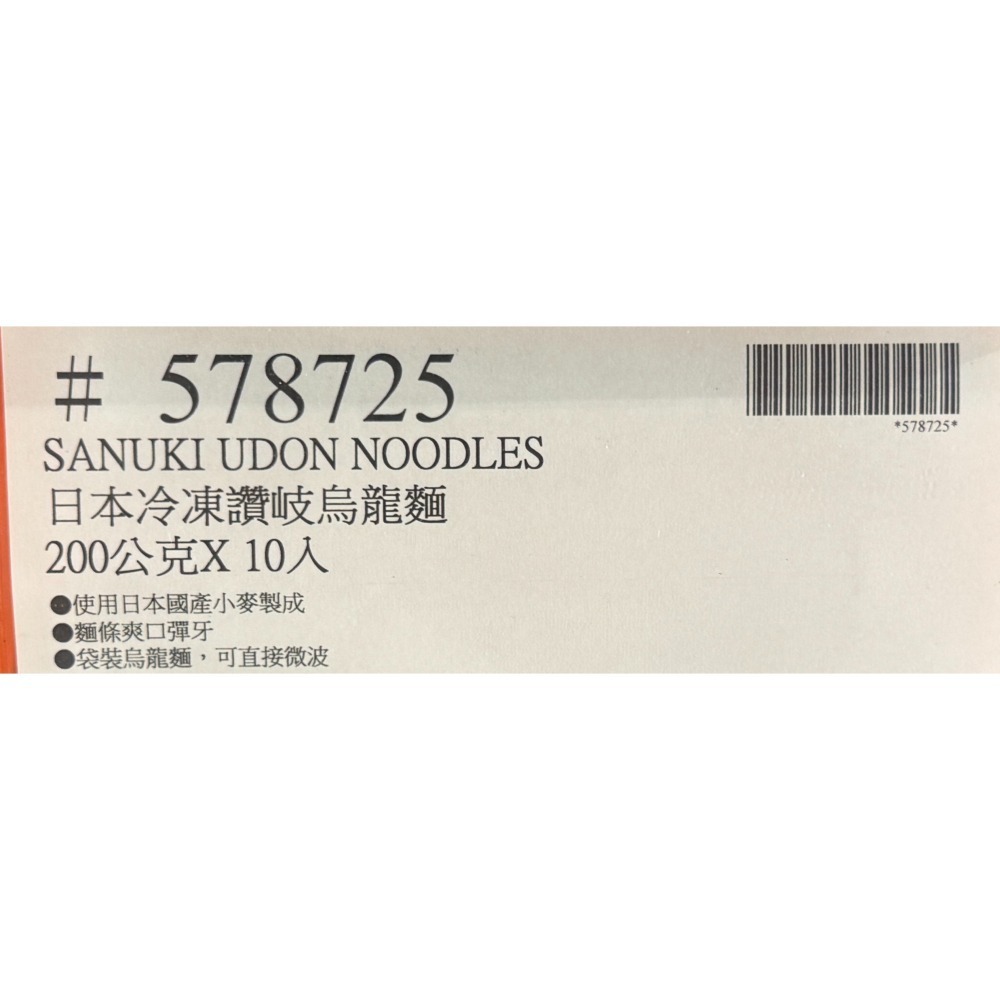 # 578725
*578725*
SANUKI UDON NOODLES
日本冷凍讚岐烏龍麵
200公克X 10入
●使用日本國產小麥製成
●麵條爽口彈牙
●袋裝烏龍麵，可直接微波